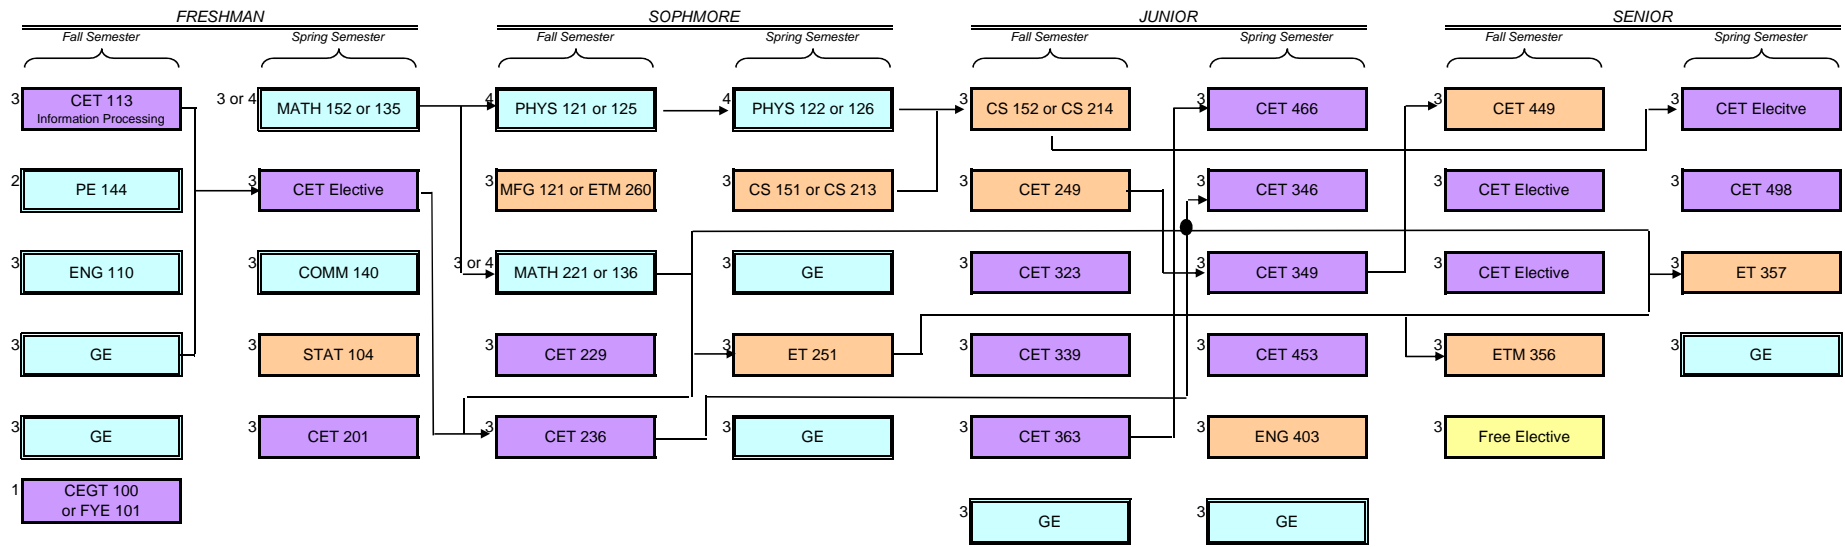 FRESHMAN
SOPHMORE
JUNIOR
SENIOR
Fall Semester
Spring Semester
Fall Semester
Spring Semester
Fall Semester
Spring Semester
Fall Semester
Spring Semester
3
CET 113
Information Processing
3 or 4
MATH 152 or 135
4
PHYS 121 or 125
4
PHYS 122 or 126
3
CS 152 or CS 214
3
CET 466
3
CET 449
3
CET Elecitve
2
PE 144
3
CET Elective
3
MFG 121 or ETM 260
3
CS 151 or CS 213
3
CET 249
3
CET 346
3
CET Elective
3
CET 498
3
ENG 110
3
COMM 140
3 or 4
MATH 221 or 136
3
GE
3
CET 323
3
CET 349
3
CET Elective
3
ET 357
3
GE
3
STAT 104
3
CET 229
3
ET 251
3
CET 339
3
CET 453
3
ETM 356
3
GE
3
GE
3
CET 201
3
CET 236
3
GE
3
CET 363
3
ENG 403
3
Free Elective
1
CEGT 100
or FYE 101
3
GE
3
GE